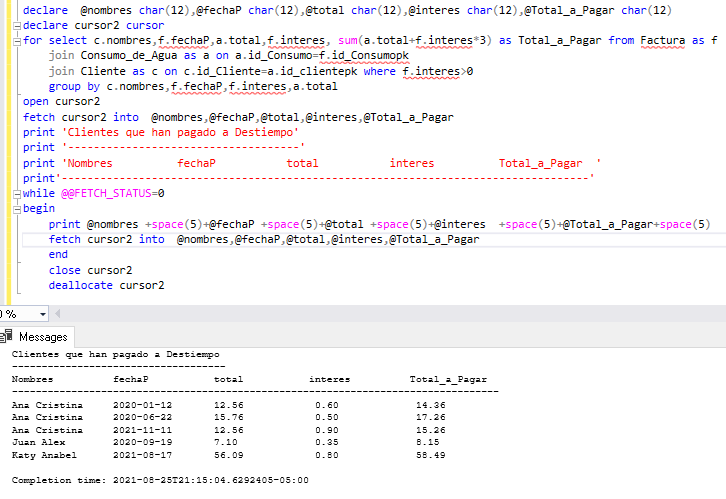 declare  @nombres char(12),@fechaP char(12),@total char(12),@interes char(12),@Total_a_Pagar char(12)
declare cursor2 cursor
for select c.nombres,f.fechaP,a.total,f.interes, sum(a.total+f.interes*3) as Total_a_Pagar from Factura as f
join Consumo_de_Agua as a on a.id_Consumo=f.id_Consumopk
join Cliente as c on c.id_Cliente=a.id_clientepk where f.interes>0
group by c.nombres,f.fechaP,f.interes,a.total
open cursor2
fetch cursor2 into  @nombres,@fechaP,@total,@interes,@Total_a_Pagar
print 'Clientes que han pagado a Destiempo'
print '-----------------------------------'
print 'Nombres          fechaP           total           interes          Total_a_Pagar  '
print'---------------------------------------------------------------------------------'
while @@FETCH_STATUS=0
begin
print @nombres +space(5)+@fechaP +space(5)+@total +space(5)+@interes  +space(5)+@Total_a_Pagar+space(5)
fetch cursor2 into  @nombres,@fechaP,@total,@interes,@Total_a_Pagar
end
close cursor2
deallocate cursor2
0 %
Messages
Clientes que han pagado a Destiempo
-----------------------------------
Nombres          fechaP           total           interes          Total_a_Pagar
---------------------------------------------------------------------------------
Ana Cristina     2020-01-12       12.56            0.60             14.36
Ana Cristina     2020-06-22       15.76            0.50             17.26
Ana Cristina     2021-11-11       12.56            0.90             15.26
Juan Alex        2020-09-19       7.10             0.35             8.15
Katy Anabel      2021-08-17       56.09            0.80             58.49
Completion time: 2021-08-25T21:15:04.6292405-05:00